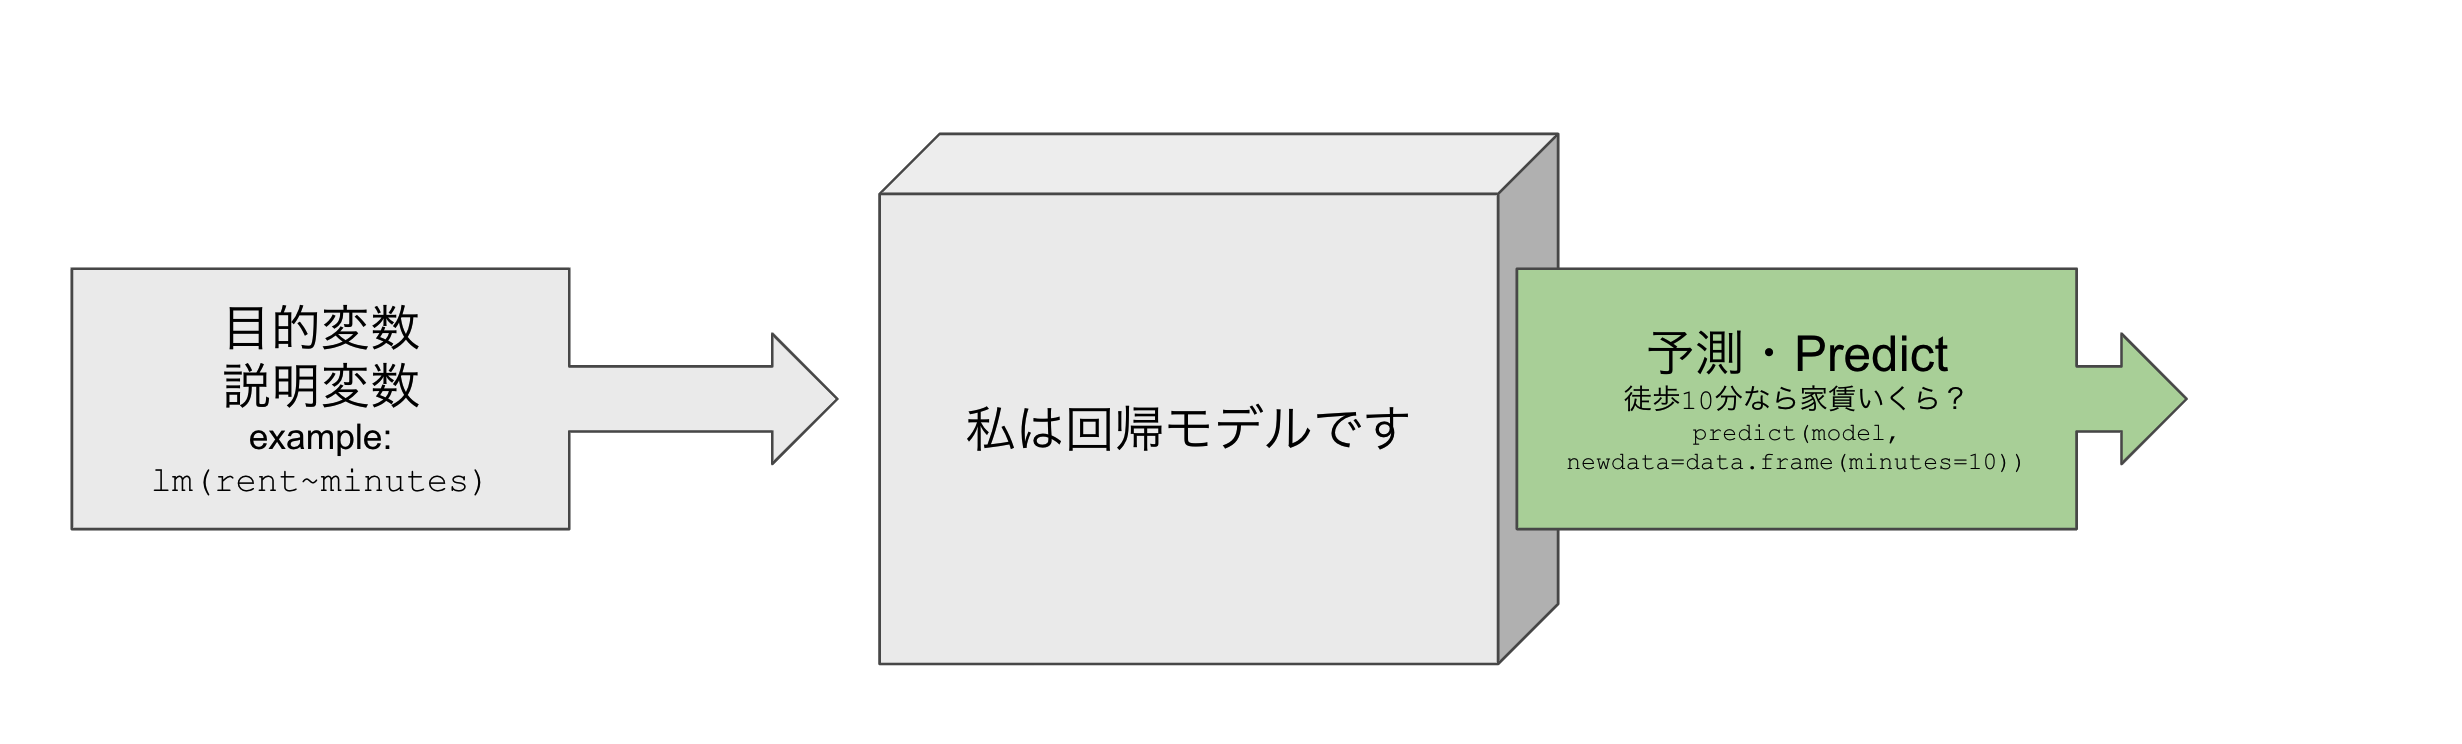 目的変数
説明変数
example:
lm(rent~minutes)
私は回帰モデルです
予測・Predict
徒歩10分なら家賃いくら？
predict(model,
newdata=data.frame(minutes=10))